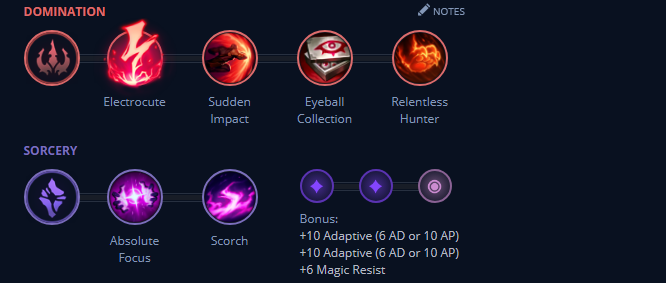 DOMINATION
NOTES
Electrocute
Sudden
Impact
Eyeball
Collection
Relentless
Hunter
SORCERY
Absolute
Focus
Scorch
Bonus:
+10 Adaptive (6 AD or 10 AP)
+10 Adaptive (6 AD or 10 AP)
+6 Magic Resist